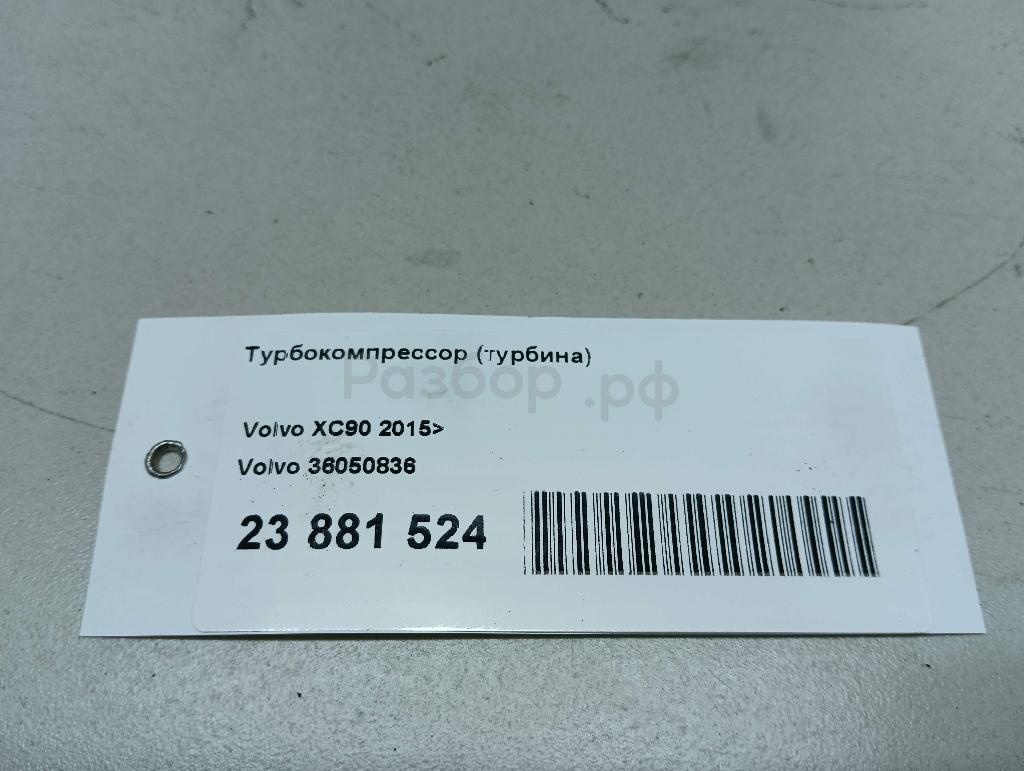 Турбокомпрессор (турбина)
Разбор.рф
Volvo XC90 2015>
Volvo 36050836
23 881 524